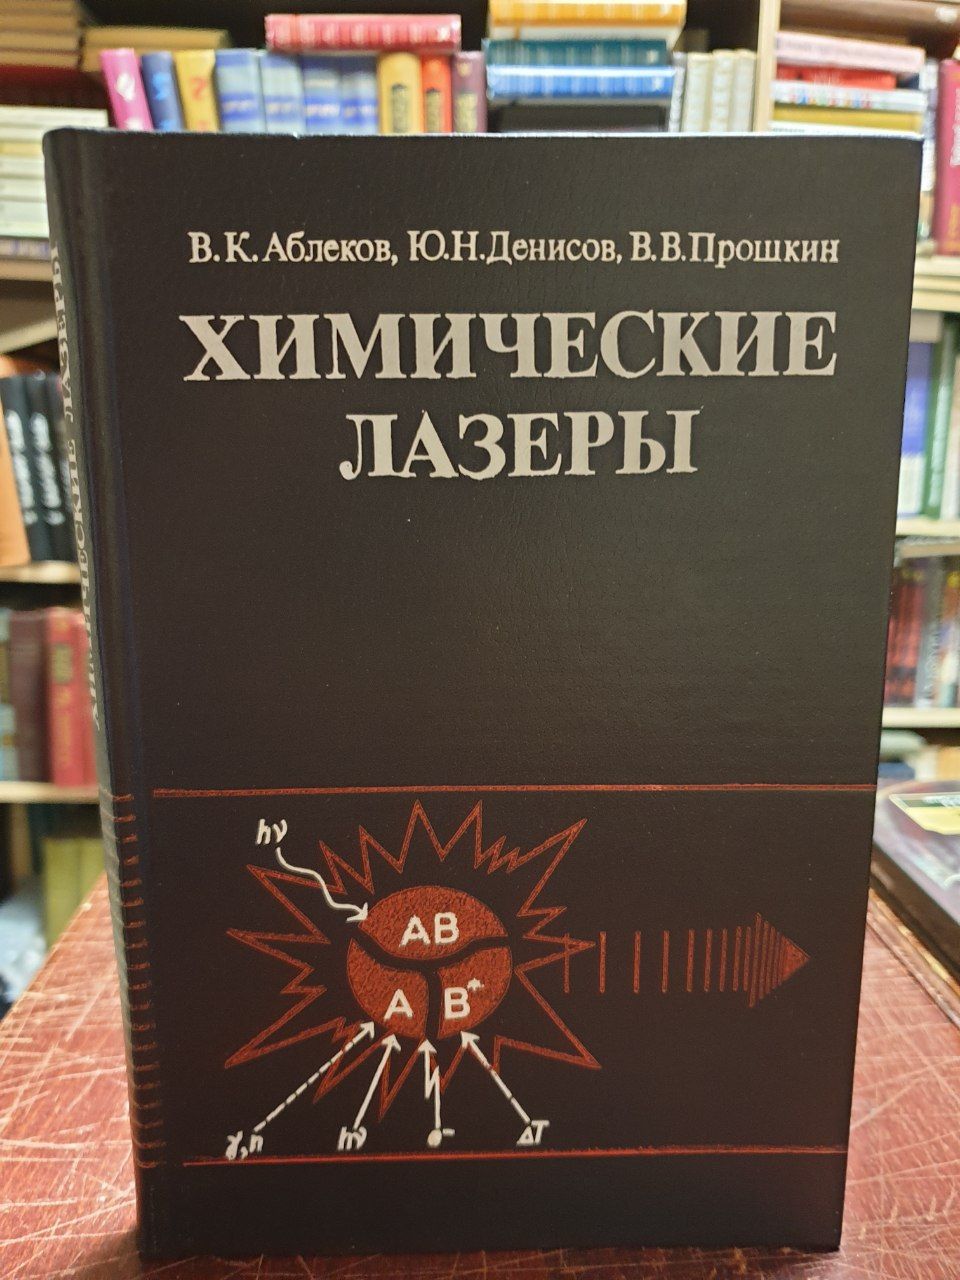 В.К.Аблеков, Ю.Н.Денисов, В.В.Прошкин
ХИМИЧЕСКИЕ
ЛАЗЕРЫ
ХИМИЧЕСКИЕ ЛАЗЕРЫ
hν
AB
A
B*
γ,n
hν
e-
ΔT